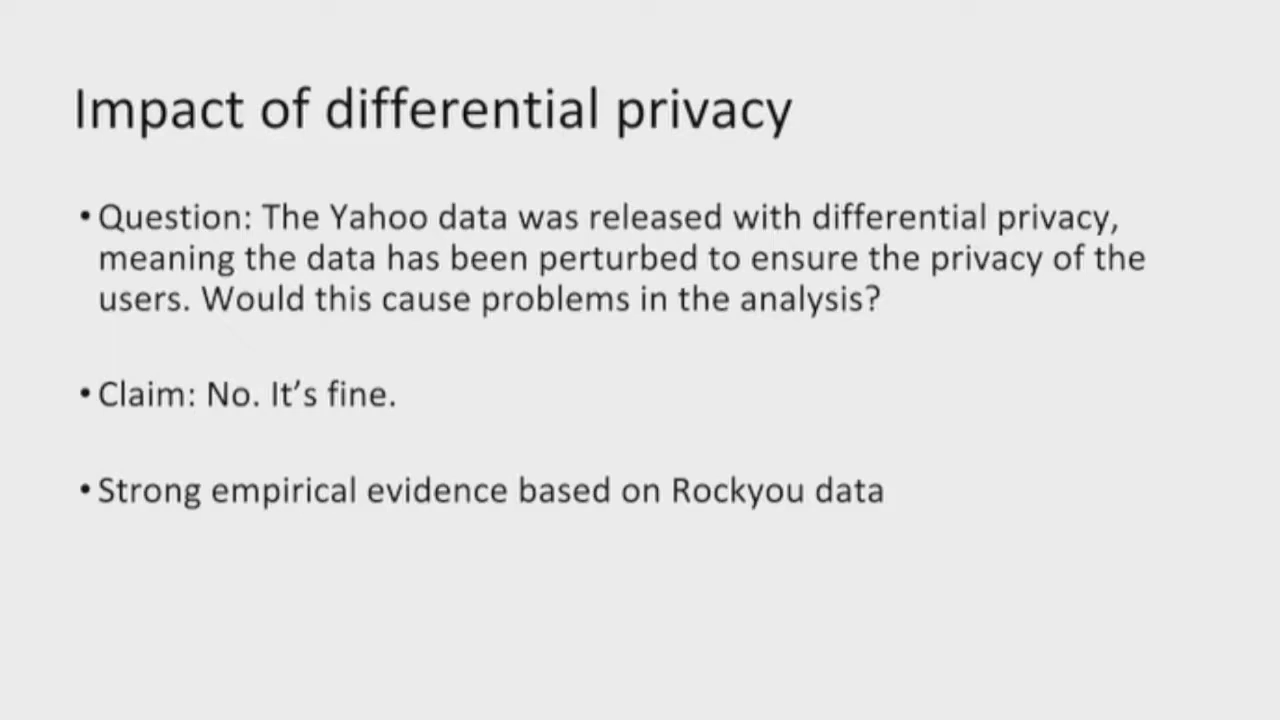 Impact of differential privacy
• Question: The Yahoo data was released with differential privacy,
meaning the data has been perturbed to ensure the privacy of the
users. Would this cause problems in the analysis?
• Claim: No. It’s fine.
• Strong empirical evidence based on Rockyou data